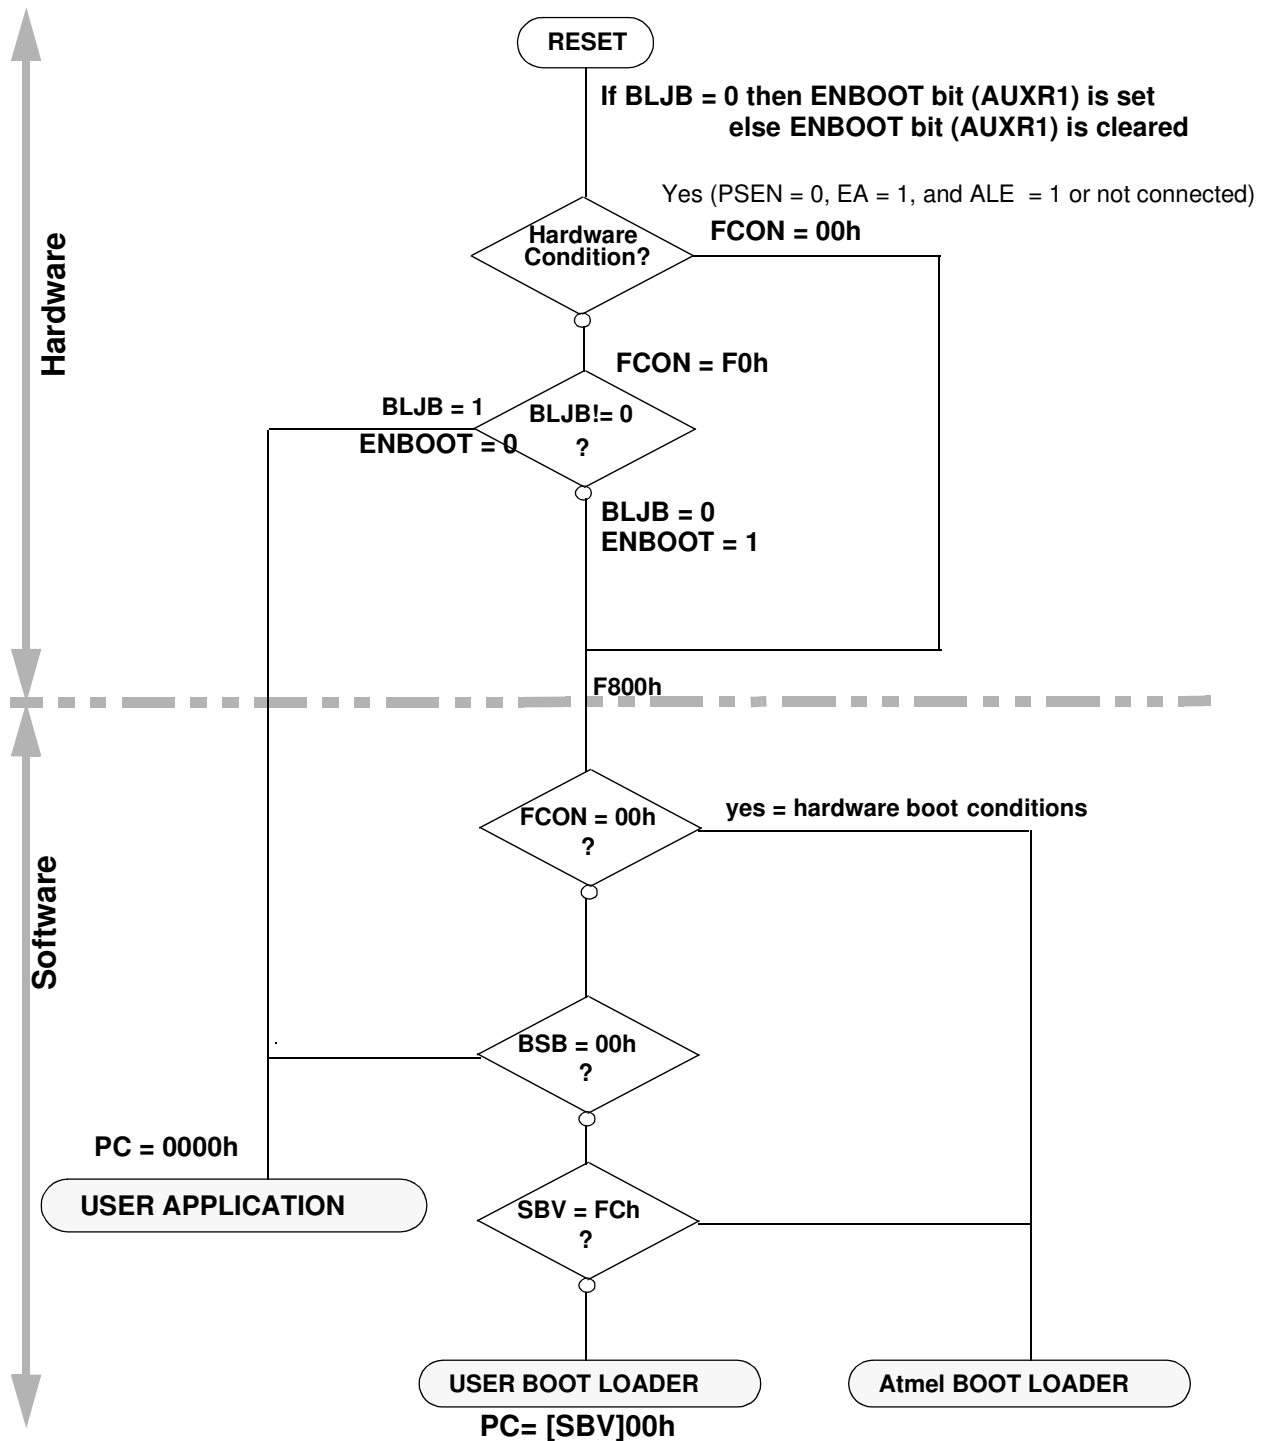 RESET
If BLJB = 0 then ENBOOT bit (AUXR1) is set
else ENBOOT bit (AUXR1) is cleared
Yes (PSEN = 0, EA = 1, and ALE = 1 or not connected)
FCON = 00h
Hardware
Condition?
Hardware
FCON = F0h
BLJB = 1
ENBOOT = 0
BLJB!= 0
?
BLJB = 0
ENBOOT = 1
F800h
FCON = 00h
?
yes = hardware boot conditions
Software
BSB = 00h
?
PC = 0000h
USER APPLICATION
SBV = FCh
?
USER BOOT LOADER
PC= [SBV]00h
Atmel BOOT LOADER